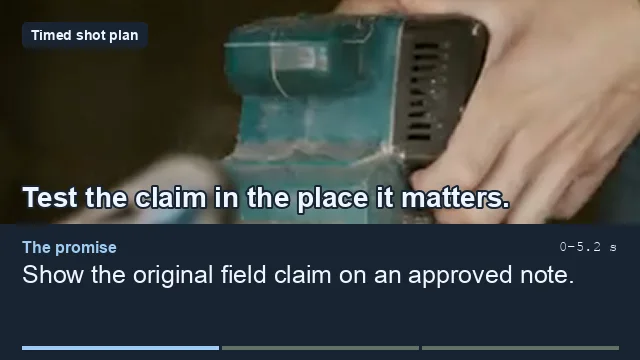 Timed shot plan
Test the claim in the place it matters.
The promise
0–5.2 s
Show the original field claim on an approved note.